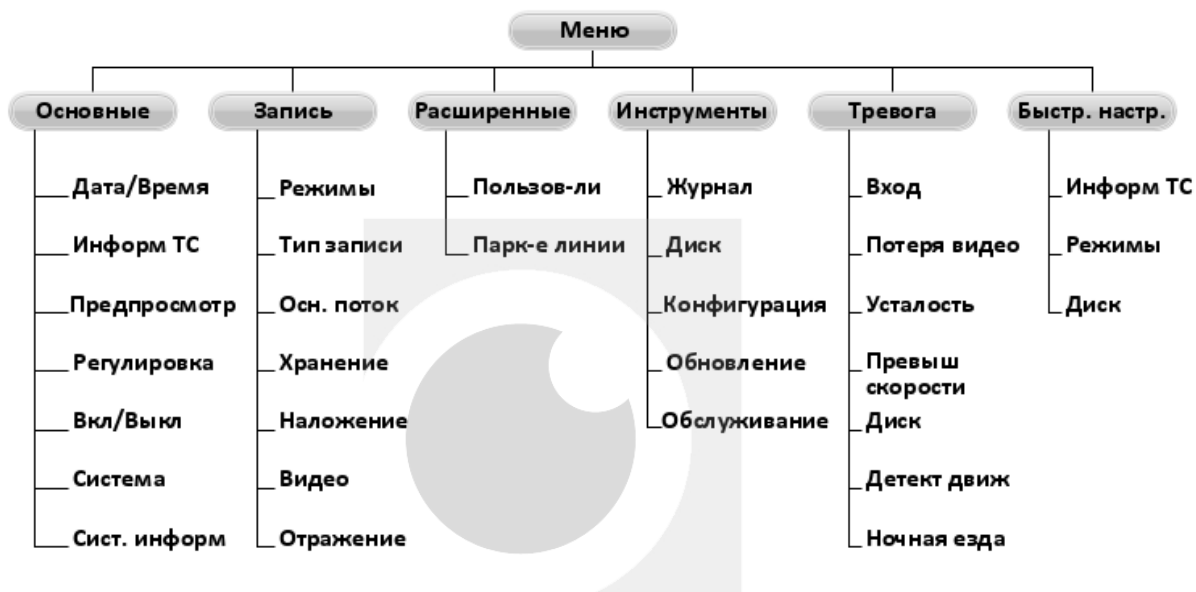 Меню
Основные
Запись
Расширенные
Инструменты
Тревога
Быстр. настр.
Дата/Время
Информ ТС
Предпросмотр
Регулировка
Вкл/Выкл
Система
Сист. информ
Режимы
Тип записи
Осн. поток
Хранение
Наложение
Видео
Отражение
Пользов-ли
Парк-е линии
Журнал
Диск
Конфигурация
Обновление
Обслуживание
Вход
Потеря видео
Усталость
Превыш
скорости
Диск
Детект движ
Ночная езда
Информ ТС
Режимы
Диск